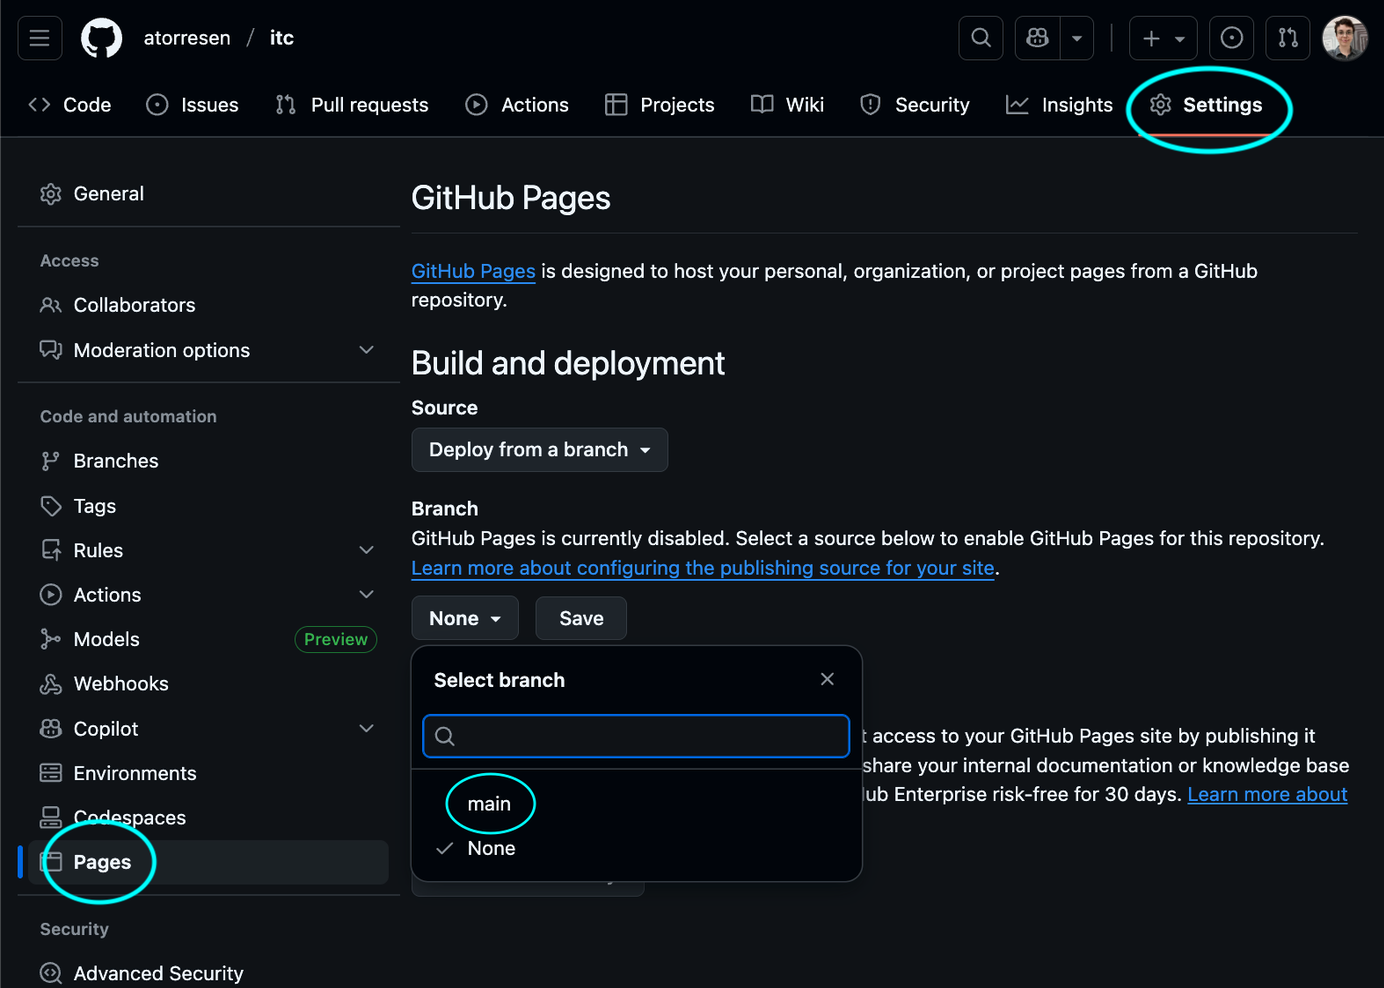 atorresen / itc
Code
Issues
Pull requests
Actions
Projects
Wiki
Security
Insights
Settings
General
Access
Collaborators
Moderation options
Code and automation
Branches
Tags
Rules
Actions
Models
Preview
Webhooks
Copilot
Environments
Codespaces
Pages
Security
Advanced Security
GitHub Pages
GitHub Pages is designed to host your personal, organization, or project pages from a GitHub
repository.
Build and deployment
Source
Deploy from a branch
Branch
GitHub Pages is currently disabled. Select a source below to enable GitHub Pages for this repository.
Learn more about configuring the publishing source for your site.
None
Save
Select branch
main
None
access to your GitHub Pages site by publishing it
share your internal documentation or knowledge base
Enterprise risk-free for 30 days. Learn more about